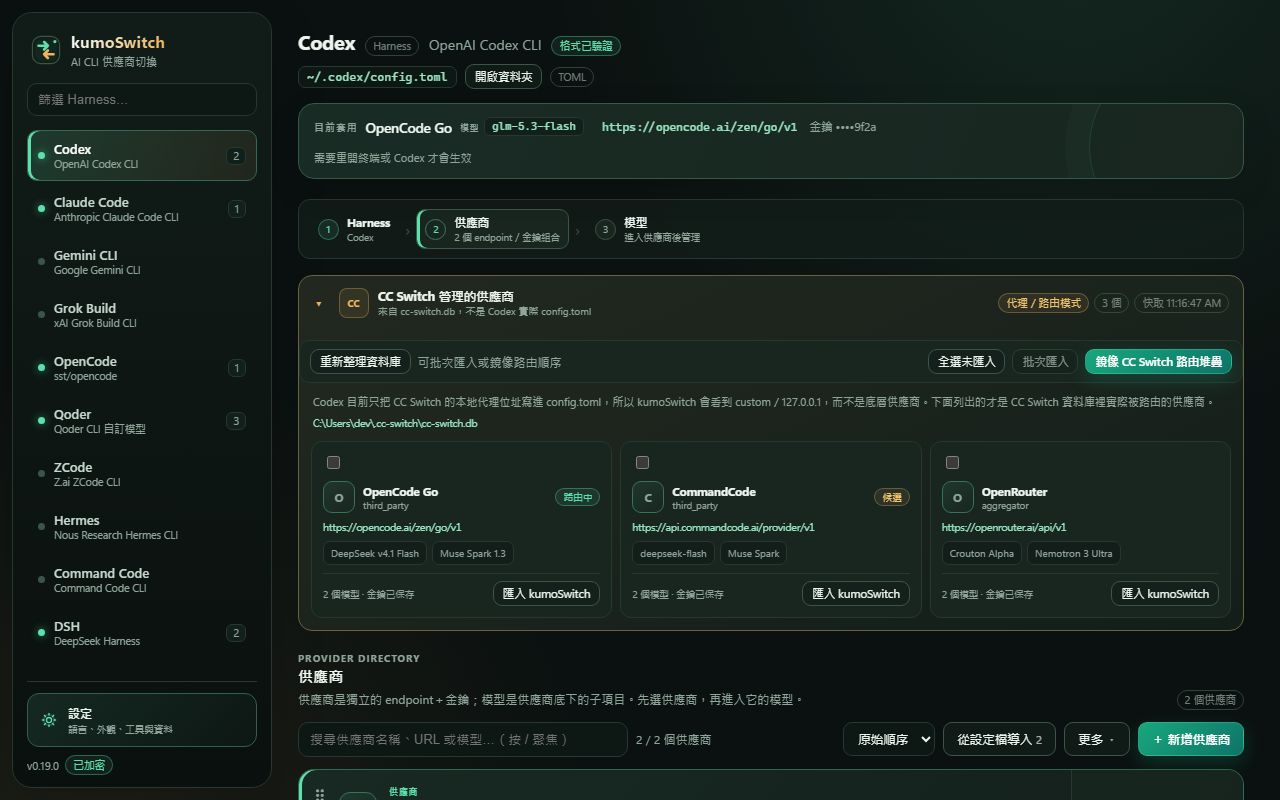 kumoSwitch
AI CLI 供應商切換
篩選 Harness...
Codex
OpenAI Codex CLI
2
Claude Code
Anthropic Claude Code CLI
1
Gemini CLI
Google Gemini CLI
Grok Build
xAI Grok Build CLI
OpenCode
sst/opencode
1
Qoder
Qoder CLI 自訂模型
3
ZCode
Z.ai ZCode CLI
Hermes
Nous Research Hermes CLI
Command Code
Command Code CLI
DSH
DeepSeek Harness
2
設定
語言、外觀、工具與資料
v0.19.0 已加密
Codex Harness OpenAI Codex CLI 格式已驗證
~/.codex/config.toml 開啟資料夾 TOML
目前套用 OpenCode Go 模型 glm-5.3-flash https://opencode.ai/zen/go/v1 金鑰 ••••9f2a
需要重開終端或 Codex 才會生效
1 Harness
Codex
2 供應商
2 個 endpoint / 金鑰組合
3 模型
進入供應商後管理
CC CC Switch 管理的供應商
來自 cc-switch.db，不是 Codex 實際 config.toml
代理 / 路由模式 3 個 快取 11:16:47 AM
重新整理資料庫 可批次匯入或鏡像路由順序 全選未匯入 批次匯入 鏡像 CC Switch 路由堆疊
Codex 目前只把 CC Switch 的本地代理位址寫進 config.toml，所以 kumoSwitch 會看到 custom / 127.0.0.1，而不是底層供應商。下面列出的才是 CC Switch 資料庫裡實際被路由的供應商。
C:\Users\dev\.cc-switch\cc-switch.db
O OpenCode Go
third_party
路由中
https://opencode.ai/zen/go/v1
DeepSeek v4.1 Flash Muse Spark 1.3
2 個模型 · 金鑰已保存 匯入 kumoSwitch
C CommandCode
third_party
候選
https://api.commandcode.ai/provider/v1
deepseek-flash Muse Spark
2 個模型 · 金鑰已保存 匯入 kumoSwitch
O OpenRouter
aggregator
https://openrouter.ai/api/v1
Crouton Alpha Nemotron 3 Ultra
2 個模型 · 金鑰已保存 匯入 kumoSwitch
PROVIDER DIRECTORY
供應商
供應商是獨立的 endpoint + 金鑰；模型是供應商底下的子項目。先選供應商，再進入它的模型。
2 個供應商
搜尋供應商名稱、URL 或模型…（按 / 聚焦） 2 / 2 個供應商 原始順序 從設定檔導入 2 更多 + 新增供應商
供應商